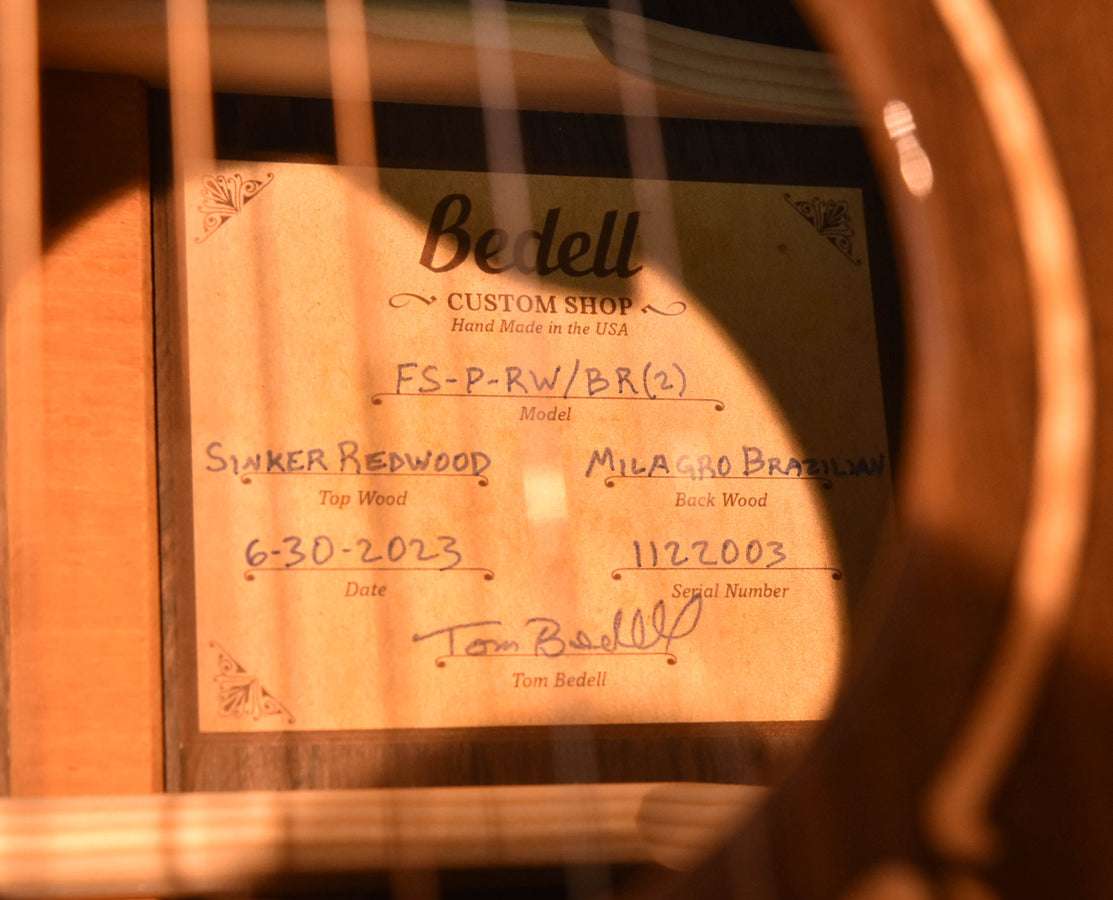 Bedell
CUSTOM SHOP
Hand Made in the USA
FS-P-RW/BR(2)
Model
SINKER REDWOOD MILAGRO BRAZILIAN
Top Wood Back Wood
6-30-2023 1122003
Date Serial Number
Tom Bedell
Tom Bedell